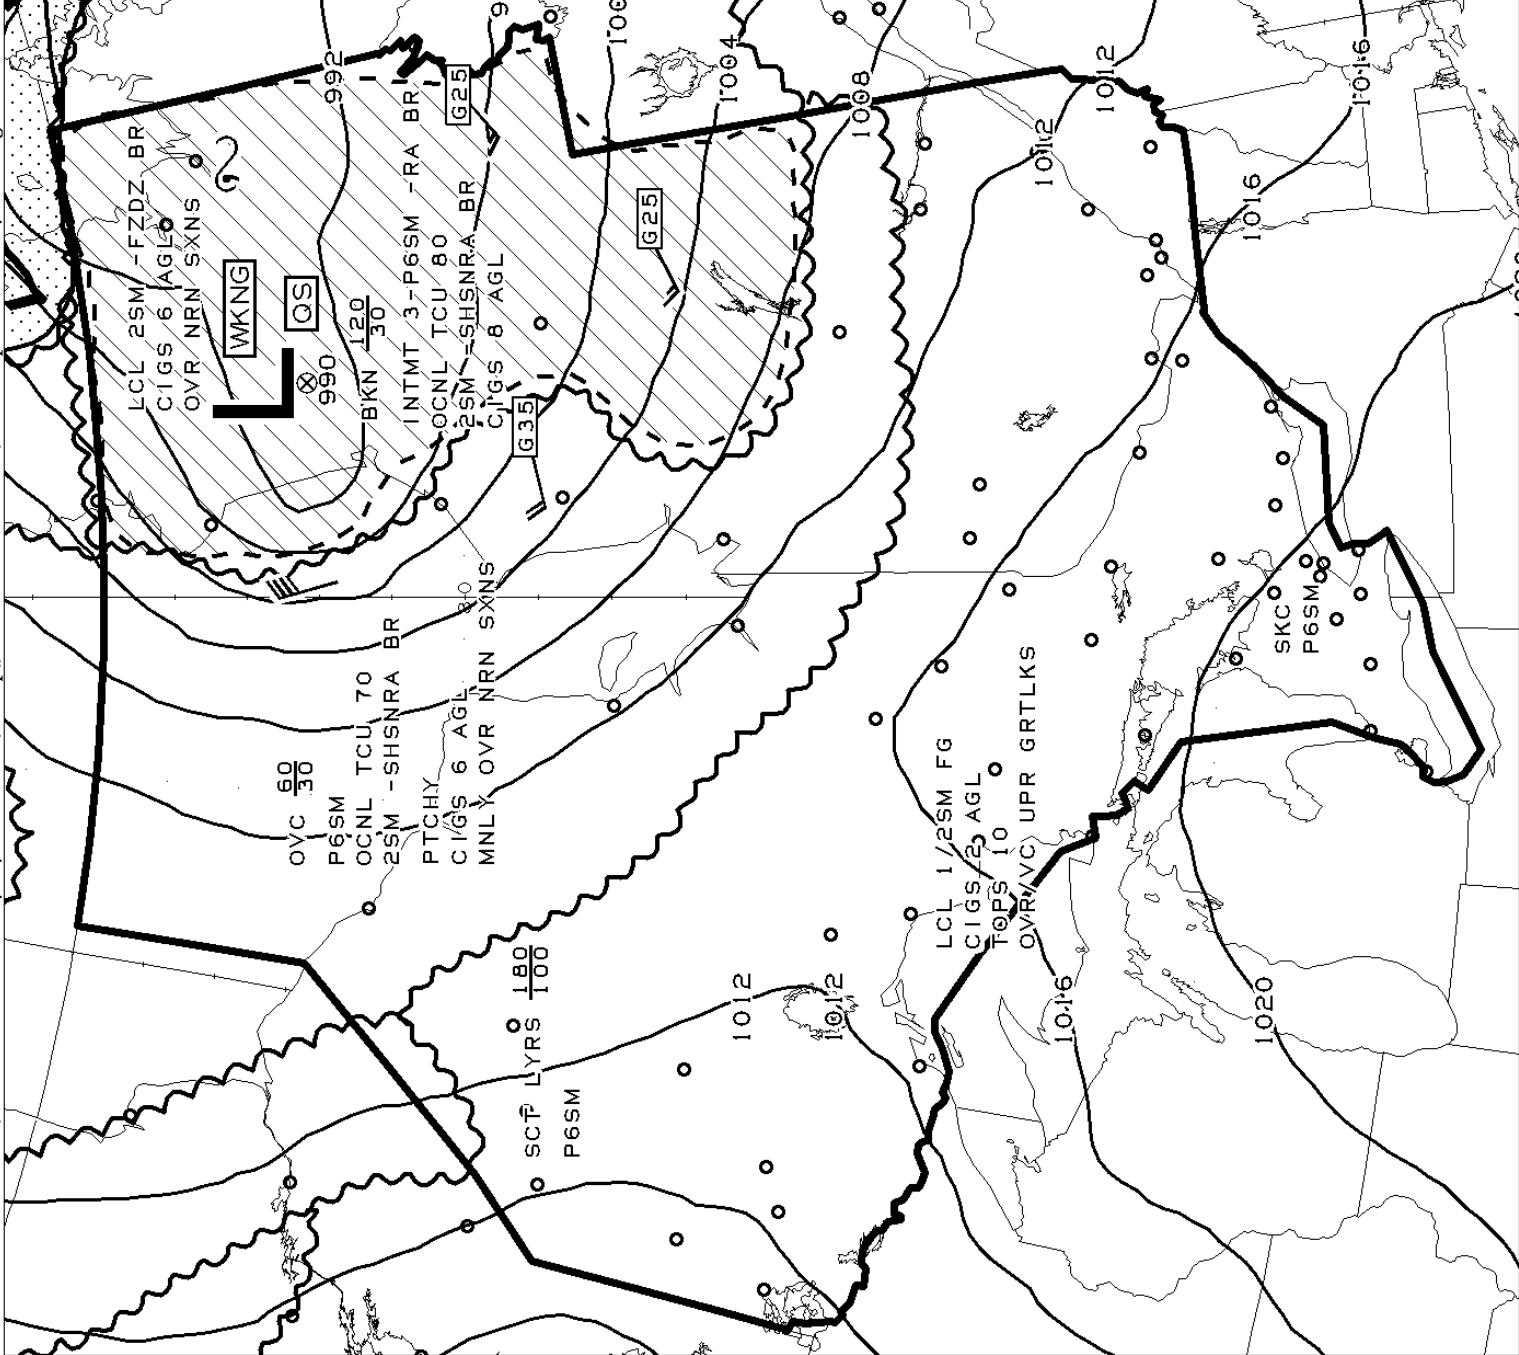 LCL 2SM -FZDZ BR
CIGS 6 AGL
OVR NRN SXNS
WKNG
QS
990
BKN 120
30
INTMT 3-P6SM -RA BR
OCNL TCU 80
2SM -SHSNRA BR
CIGS 8 AGL
G25
G25
G35
992
1004
1008
1012
1012
1016
1016
OVC 60
30
P6SM
OCNL TCU 70
2SM -SHSNRA BR
PTCHY
CIGS 6 AGL
MNLY OVR NRN SXNS
80
SCT LYRS 180
100
P6SM
1012
1012
LCL 1/2SM FG
CIGS 2 AGL
TOPS 10
OVR/VC UPR GRTLKS
SKC
P6SM
1016
1020